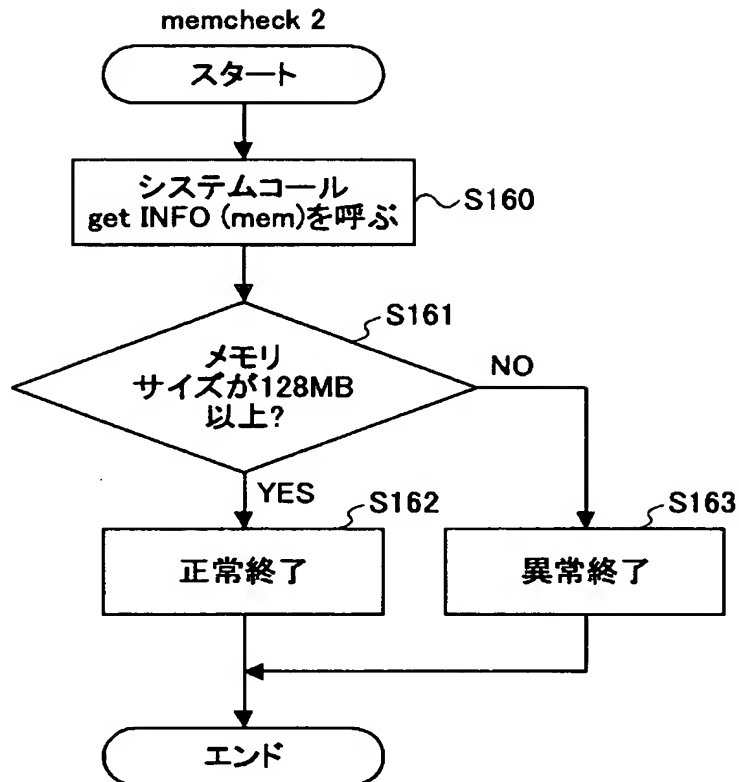 memcheck 2
スタート
システムコール
get INFO (mem)を呼ぶ
S160
S161
メモリ
サイズが128MB
以上?
NO
YES
S162
S163
正常終了
異常終了
エンド